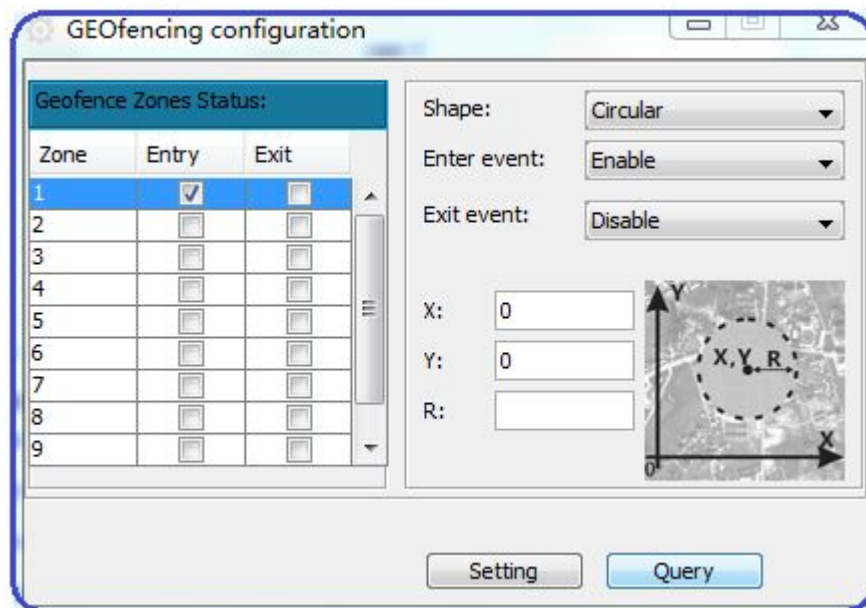 GEOfencing configuration
Geofence Zones Status:
Zone Entry Exit
1
2
3
4
5
6
7
8
9
Shape: Circular
Enter event: Enable
Exit event: Disable
X: 0
Y: 0
R:
Y
X,Y R
X
0
Setting Query